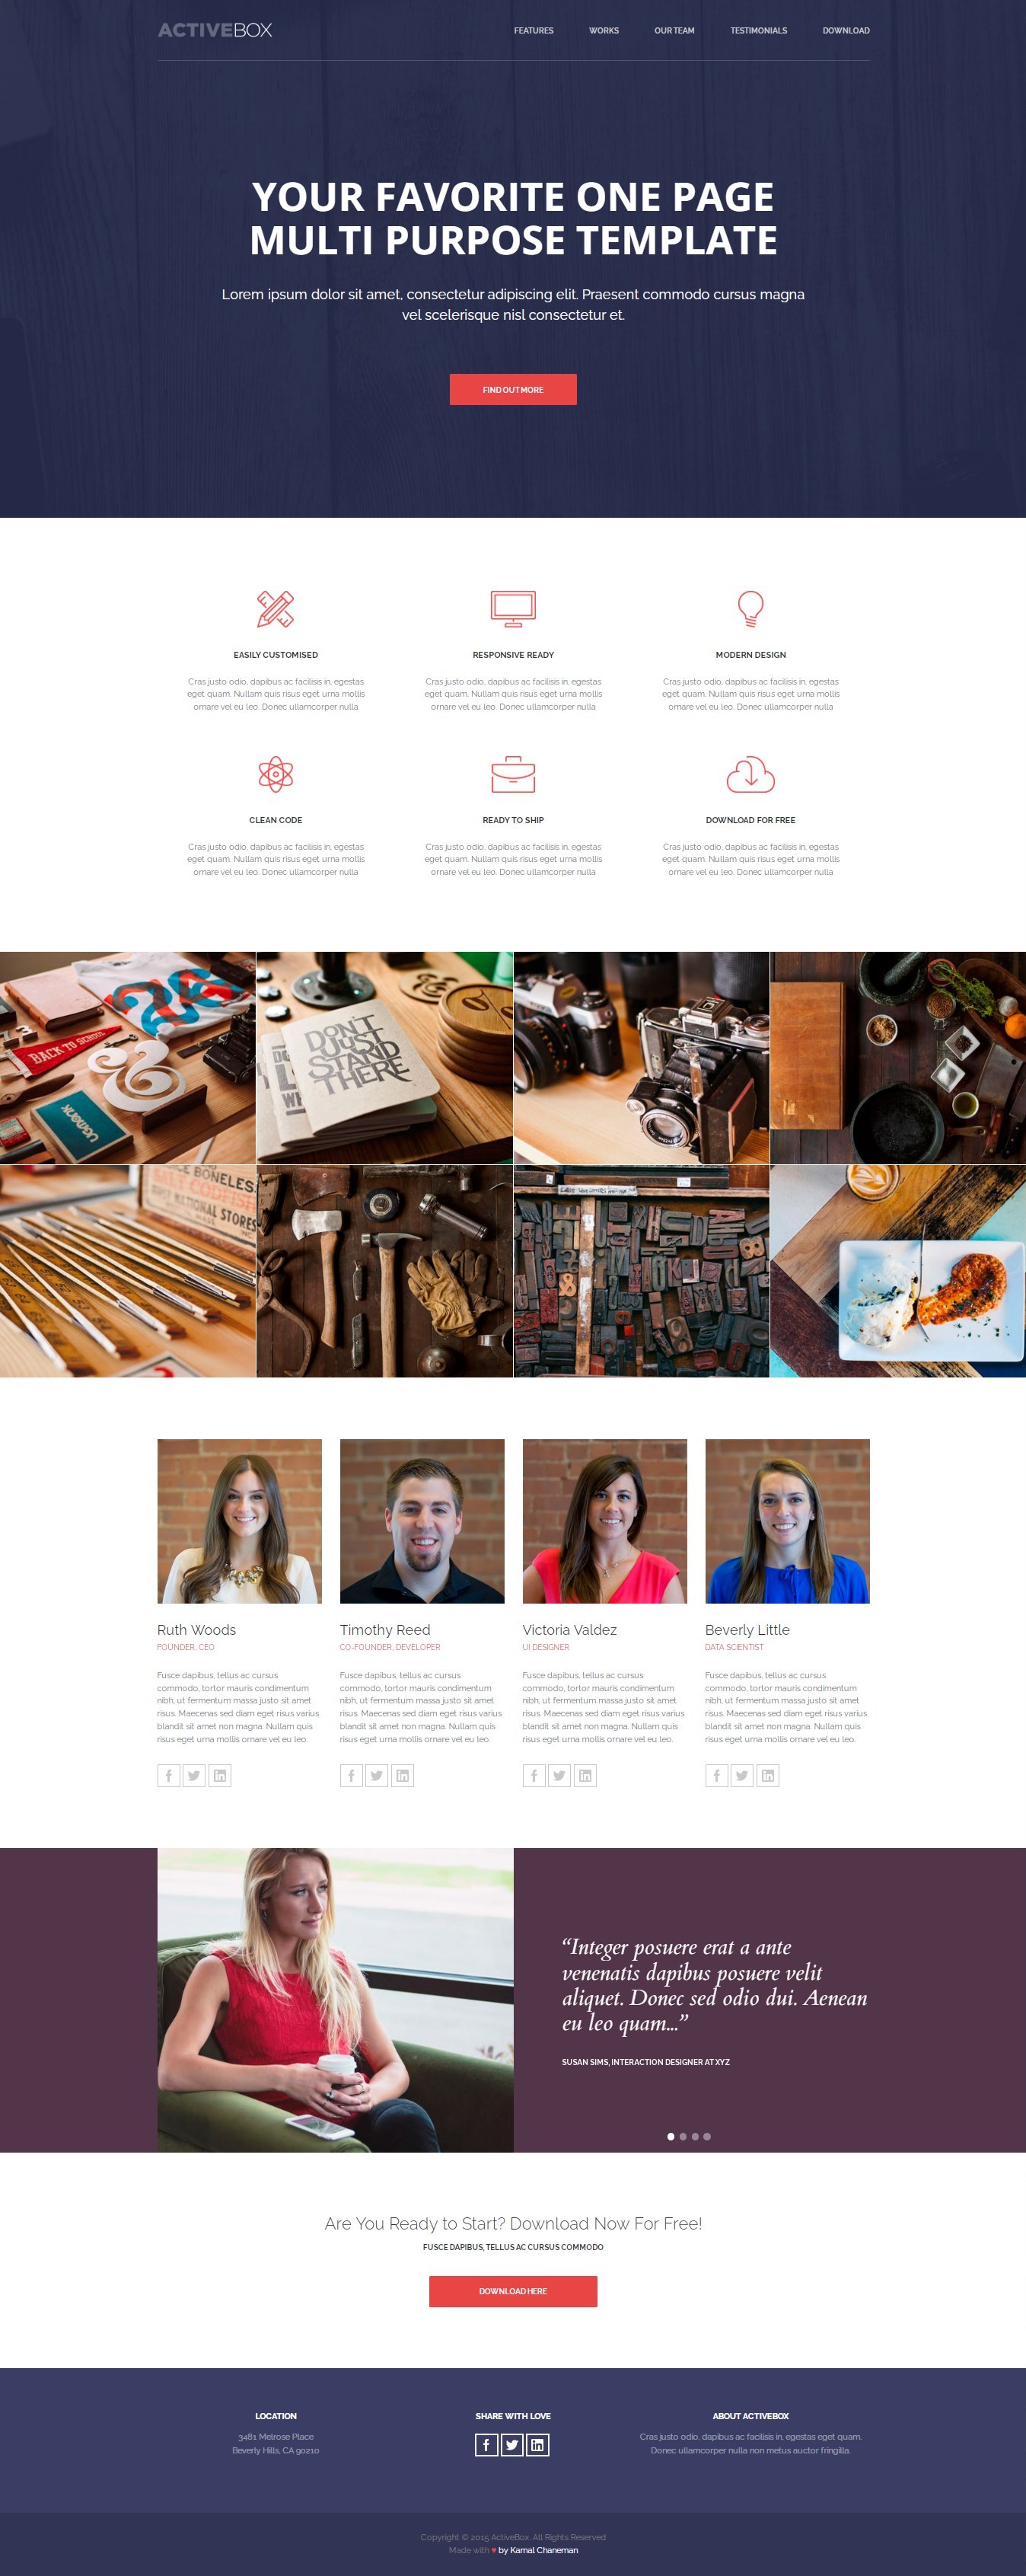 ACTIVEBOX
FEATURES WORKS OUR TEAM TESTIMONIALS DOWNLOAD
YOUR FAVORITE ONE PAGE
MULTI PURPOSE TEMPLATE
Lorem ipsum dolor sit amet, consectetur adipiscing elit. Praesent commodo cursus magna
vel scelerisque nisl consectetur et.
FIND OUT MORE
EASILY CUSTOMISED
Cras justo odio, dapibus ac facilisis in, egestas
eget quam. Nullam quis risus eget urna mollis
ornare vel eu leo. Donec ullamcorper nulla
RESPONSIVE READY
Cras justo odio, dapibus ac facilisis in, egestas
eget quam. Nullam quis risus eget urna mollis
ornare vel eu leo. Donec ullamcorper nulla
MODERN DESIGN
Cras justo odio, dapibus ac facilisis in, egestas
eget quam. Nullam quis risus eget urna mollis
ornare vel eu leo. Donec ullamcorper nulla
CLEAN CODE
Cras justo odio, dapibus ac facilisis in, egestas
eget quam. Nullam quis risus eget urna mollis
ornare vel eu leo. Donec ullamcorper nulla
READY TO SHIP
Cras justo odio, dapibus ac facilisis in, egestas
eget quam. Nullam quis risus eget urna mollis
ornare vel eu leo. Donec ullamcorper nulla
DOWNLOAD FOR FREE
Cras justo odio, dapibus ac facilisis in, egestas
eget quam. Nullam quis risus eget urna mollis
ornare vel eu leo. Donec ullamcorper nulla
BACK TO SCHOOL
&
UGMONK
DON'T
JUST
STAND
THERE
BONELES
NATIONAL STORES
Ruth Woods
FOUNDER, CEO
Fusce dapibus, tellus ac cursus
commodo, tortor mauris condimentum
nibh, ut fermentum massa justo sit amet
risus. Maecenas sed diam eget risus varius
blandit sit amet non magna. Nullam quis
risus eget urna mollis ornare vel eu leo.
Timothy Reed
CO-FOUNDER, DEVELOPER
Fusce dapibus, tellus ac cursus
commodo, tortor mauris condimentum
nibh, ut fermentum massa justo sit amet
risus. Maecenas sed diam eget risus varius
blandit sit amet non magna. Nullam quis
risus eget urna mollis ornare vel eu leo.
Victoria Valdez
UI DESIGNER
Fusce dapibus, tellus ac cursus
commodo, tortor mauris condimentum
nibh, ut fermentum massa justo sit amet
risus. Maecenas sed diam eget risus varius
blandit sit amet non magna. Nullam quis
risus eget urna mollis ornare vel eu leo.
Beverly Little
DATA SCIENTIST
Fusce dapibus, tellus ac cursus
commodo, tortor mauris condimentum
nibh, ut fermentum massa justo sit amet
risus. Maecenas sed diam eget risus varius
blandit sit amet non magna. Nullam quis
risus eget urna mollis ornare vel eu leo.
“Integer posuere erat a ante
venenatis dapibus posuere velit
aliquet. Donec sed odio dui. Aenean
eu leo quam...”
SUSAN SIMS, INTERACTION DESIGNER AT XYZ
Are You Ready to Start? Download Now For Free!
FUSCE DAPIBUS, TELLUS AC CURSUS COMMODO
DOWNLOAD HERE
LOCATION
3481 Melrose Place
Beverly Hills, CA 90210
SHARE WITH LOVE
ABOUT ACTIVEBOX
Cras justo odio, dapibus ac facilisis in, egestas eget quam.
Donec ullamcorper nulla non metus auctor fringilla.
Copyright © 2015 ActiveBox. All Rights Reserved
Made with ♥ by Kamal Chaneman